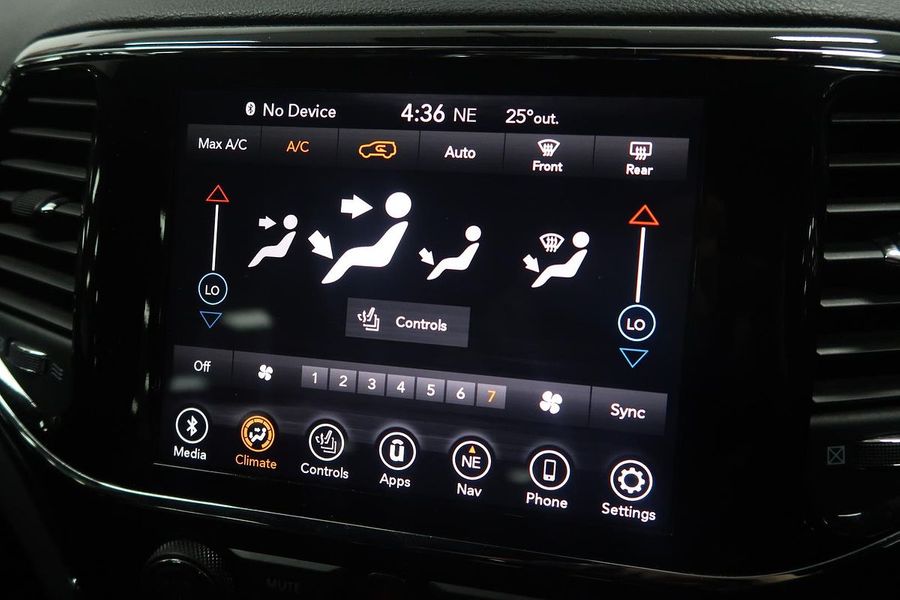 No Device 4:36 NE 25°out.
Max A/C A/C Auto Front Rear
LO LO
Controls
Off 1 2 3 4 5 6 7 Sync
NE
Media Climate Controls Apps Nav Phone Settings
MUTE